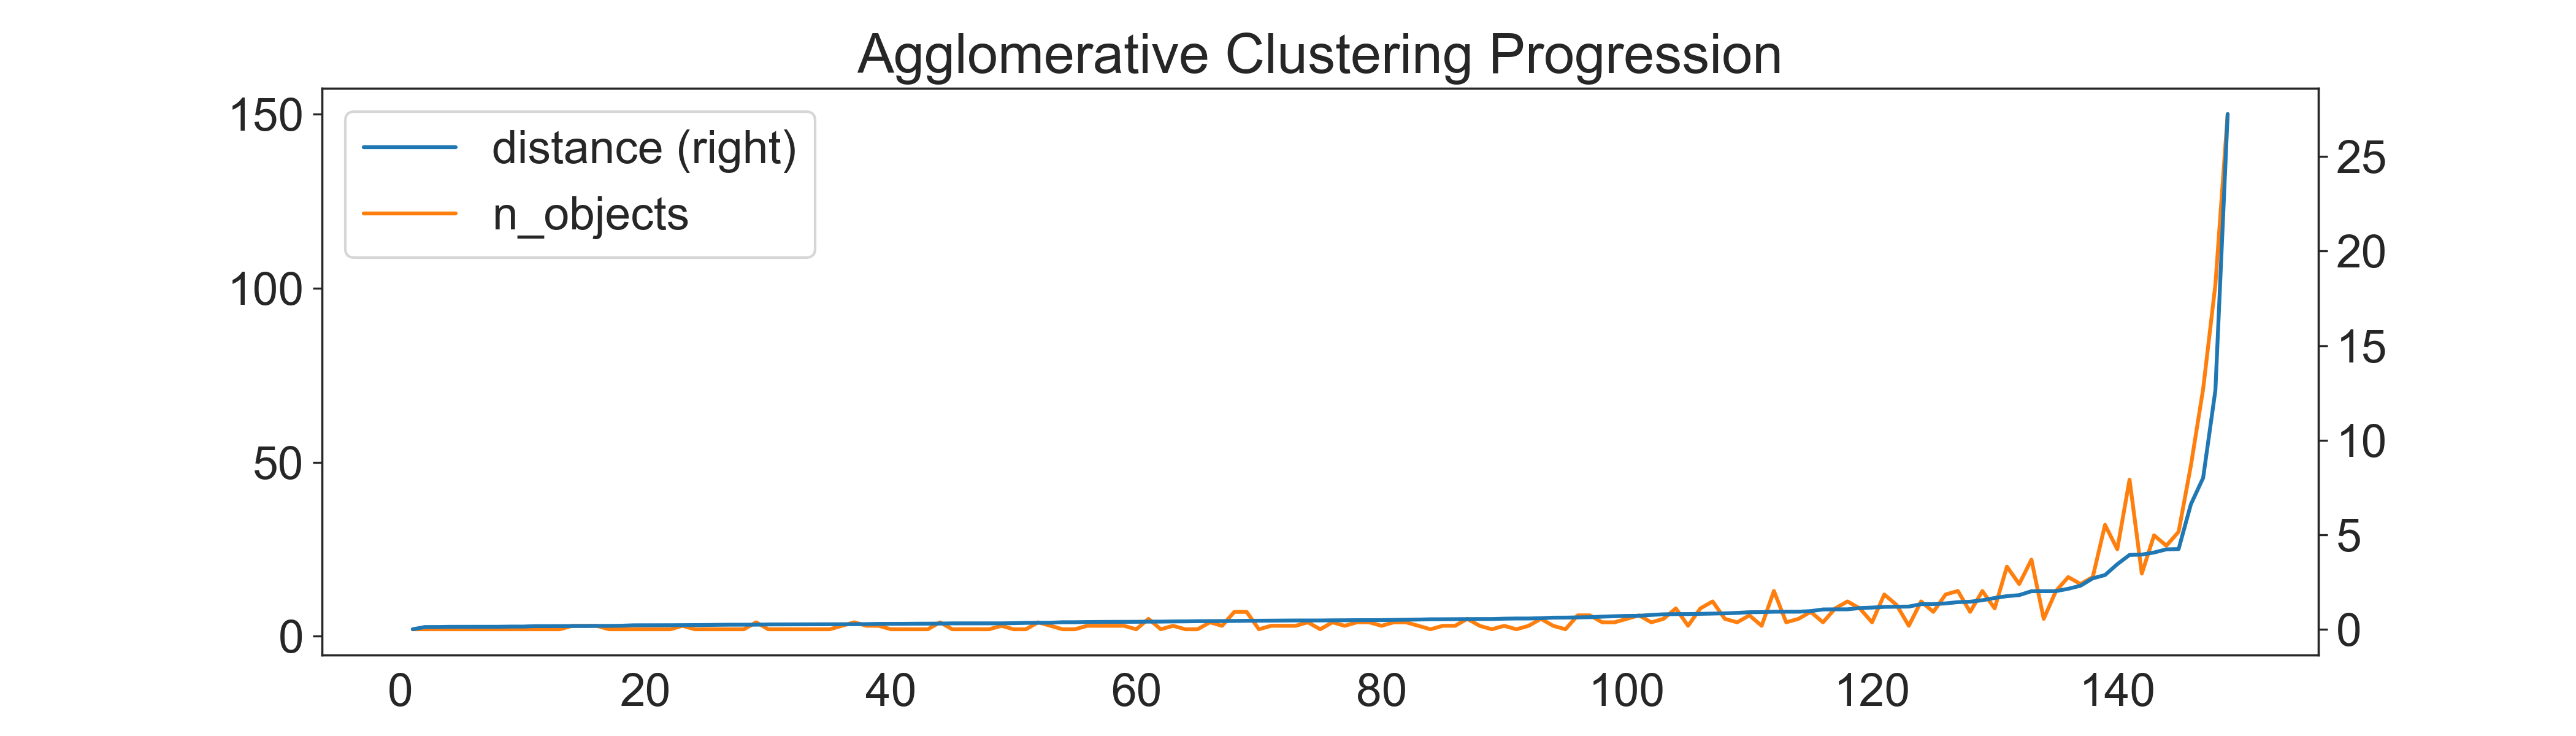 Agglomerative Clustering Progression
distance (right)
n_objects
150
100
50
0
25
20
15
10
5
0
0 20 40 60 80 100 120 140